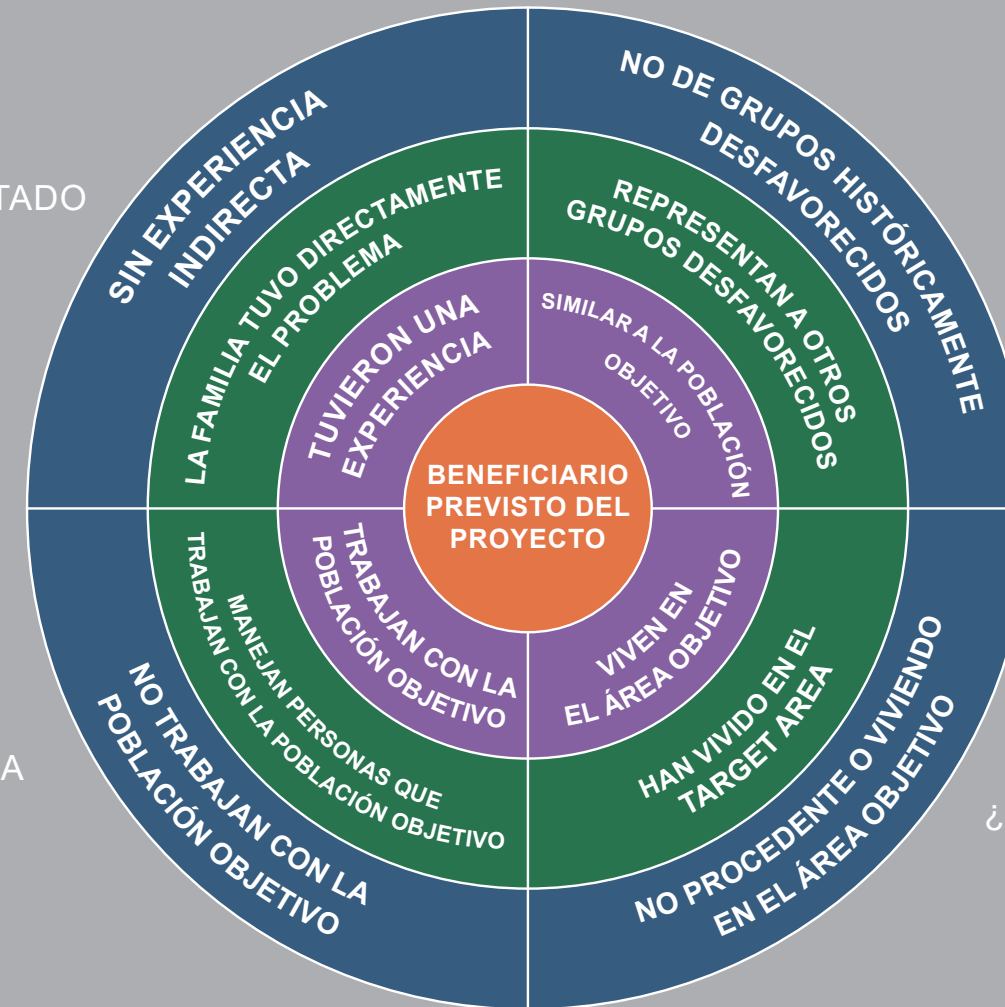 SIN EXPERIENCIA
INDIRECTA
LA FAMILIA TUVO DIRECTAMENTE
EL PROBLEMA
TUVIERON UNA
EXPERIENCIA
NO DE GRUPOS HISTÓRICAMENTE
DESFAVORECIDOS
REPRESENTAN A OTROS
GRUPOS DESFAVORECIDOS
SIMILAR A LA POBLACIÓN
OBJETIVO
BENEFICIARIO
PREVISTO DEL
PROYECTO
TRABAJAN CON LA
POBLACIÓN OBJETIVO
MANEJAN PERSONAS QUE
TRABAJAN CON LA POBLACIÓN OBJETIVO
NO TRABAJAN CON LA
POBLACIÓN OBJETIVO
VIVEN EN
EL ÁREA OBJETIVO
HAN VIVIDO EN EL
TARGET AREA
NO PROCEDENTE O VIVIENDO
EN EL ÁREA OBJETIVO
TADO
A
¿